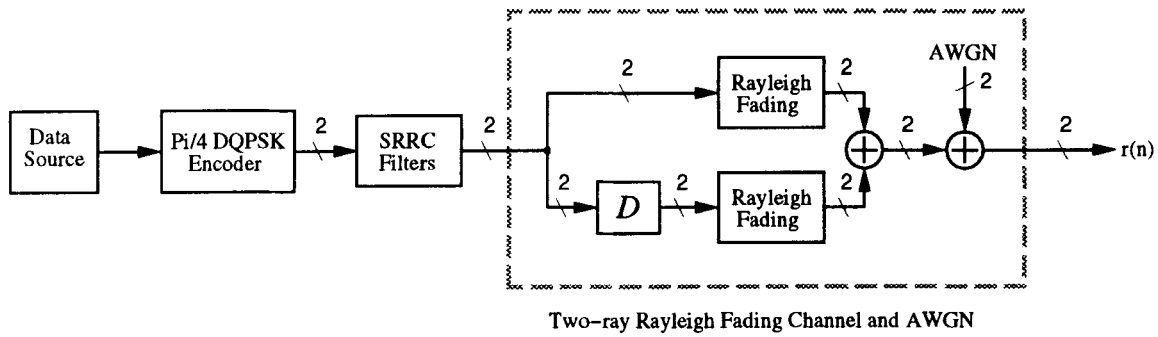 AWGN
2
2
2
Rayleigh
Fading
Data
Source
Pi/4 DQPSK
Encoder
2
SRRC
Filters
2
2
2
r(n)
2
D
2
Rayleigh
Fading
2
Two-ray Rayleigh Fading Channel and AWGN